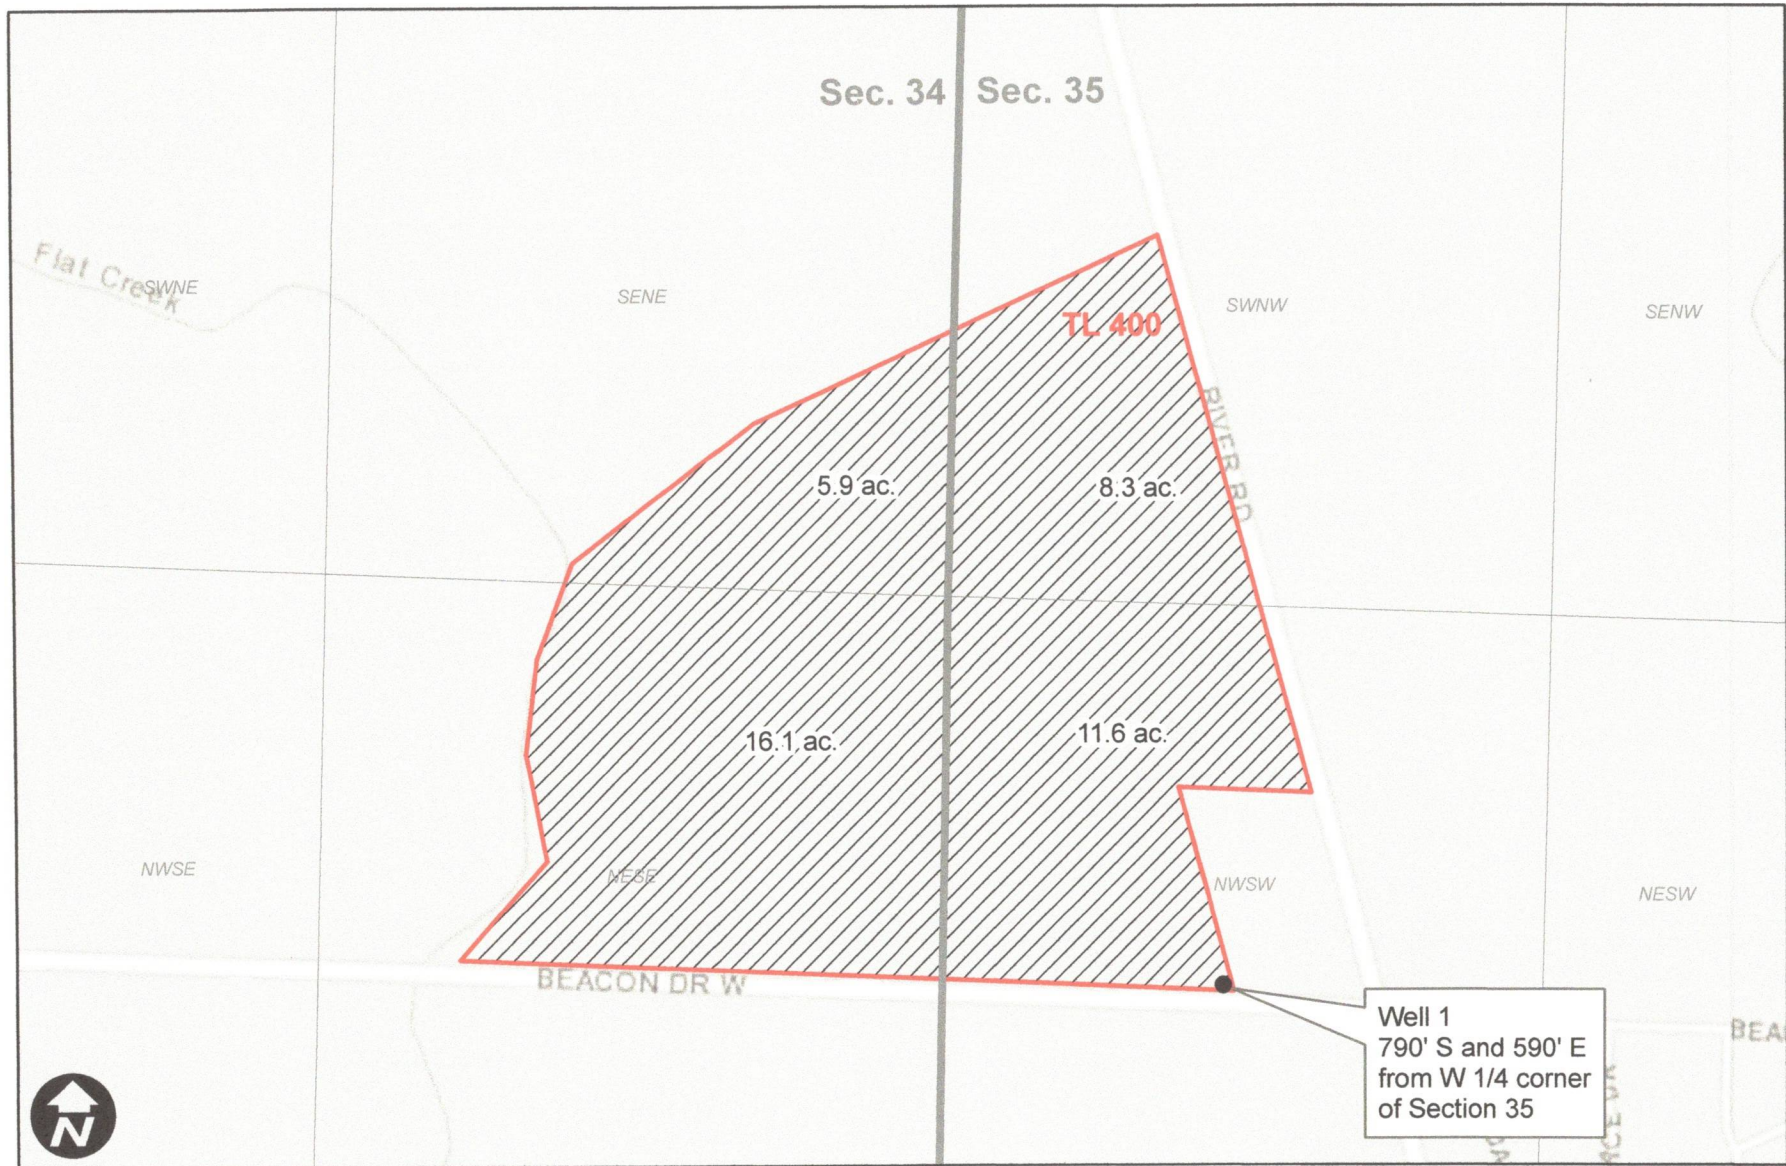 Sec. 34 Sec. 35
Flat Creek
SWNE
SENE
SWNW
SENW
TL 400
RIVER RD
5.9 ac.
8.3 ac.
16.1 ac.
11.6 ac.
NWSE
NESE
NWSW
NESW
BEACON DR W
Well 1
790' S and 590' E
from W 1/4 corner
of Section 35
BEA
ACE DR
N